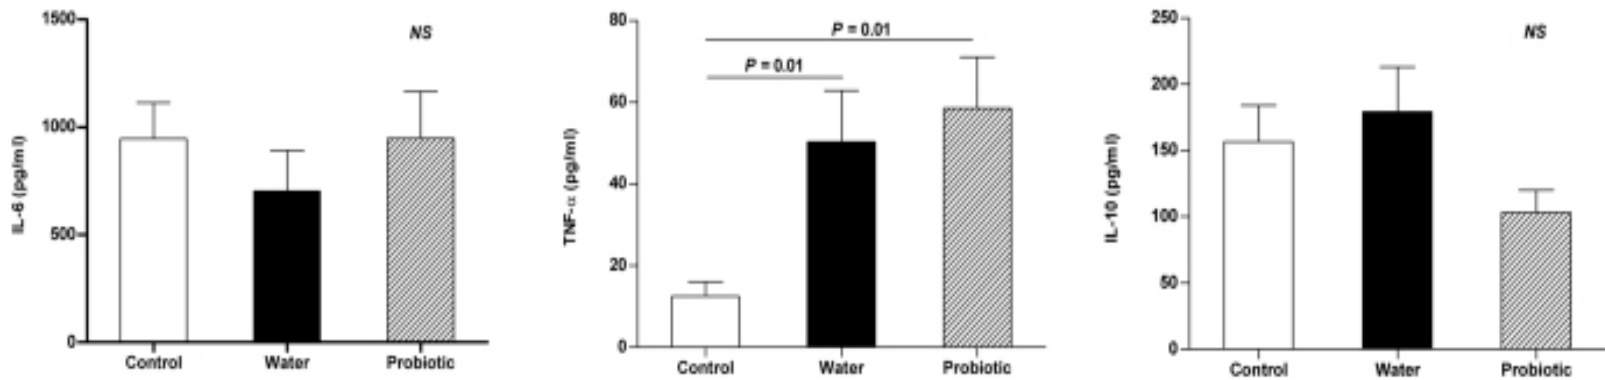 IL-6 (pg/ml)
1500
1000
500
0
NS
Control Water Probiotic
TNF-α (pg/ml)
80
60
40
20
0
P = 0.01
P = 0.01
Control Water Probiotic
IL-10 (pg/ml)
250
200
150
100
50
0
NS
Control Water Probiotic